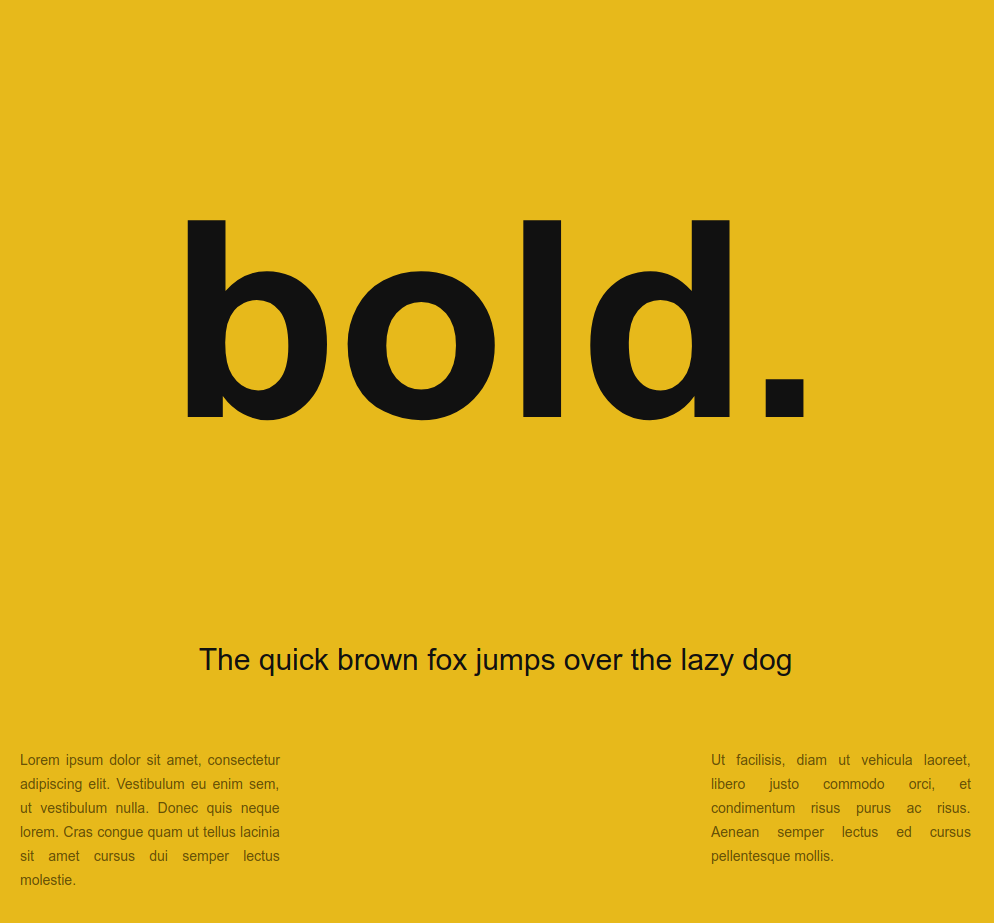 bold.
The quick brown fox jumps over the lazy dog
Lorem ipsum dolor sit amet, consectetur
adipiscing elit. Vestibulum eu enim sem,
ut vestibulum nulla. Donec quis neque
lorem. Cras congue quam ut tellus lacinia
sit amet cursus dui semper lectus
molestie.
Ut facilisis, diam ut vehicula laoreet,
libero justo commodo orci, et
condimentum risus purus ac risus.
Aenean semper lectus ed cursus
pellentesque mollis.